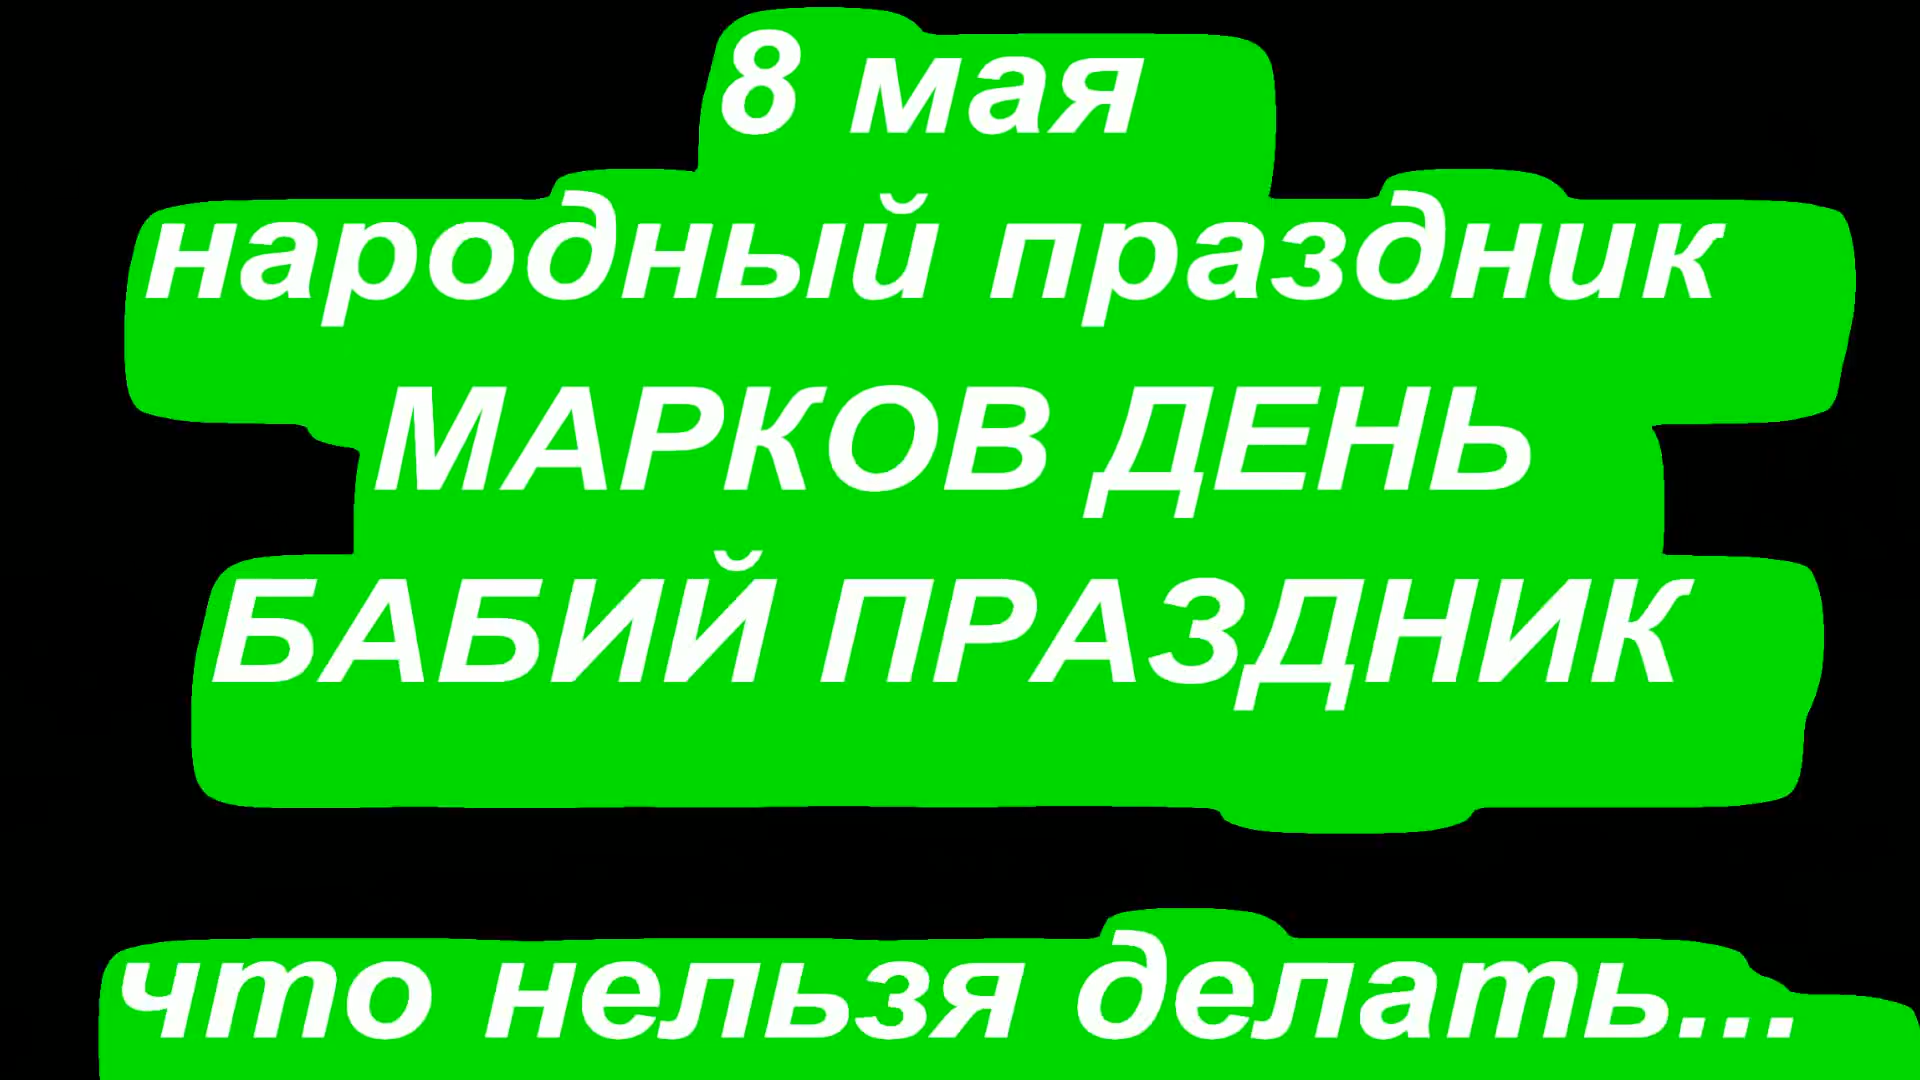 8 мая
народный праздник
МАРКОВ ДЕНЬ
БАБИЙ ПРАЗДНИК
что нельзя делать...